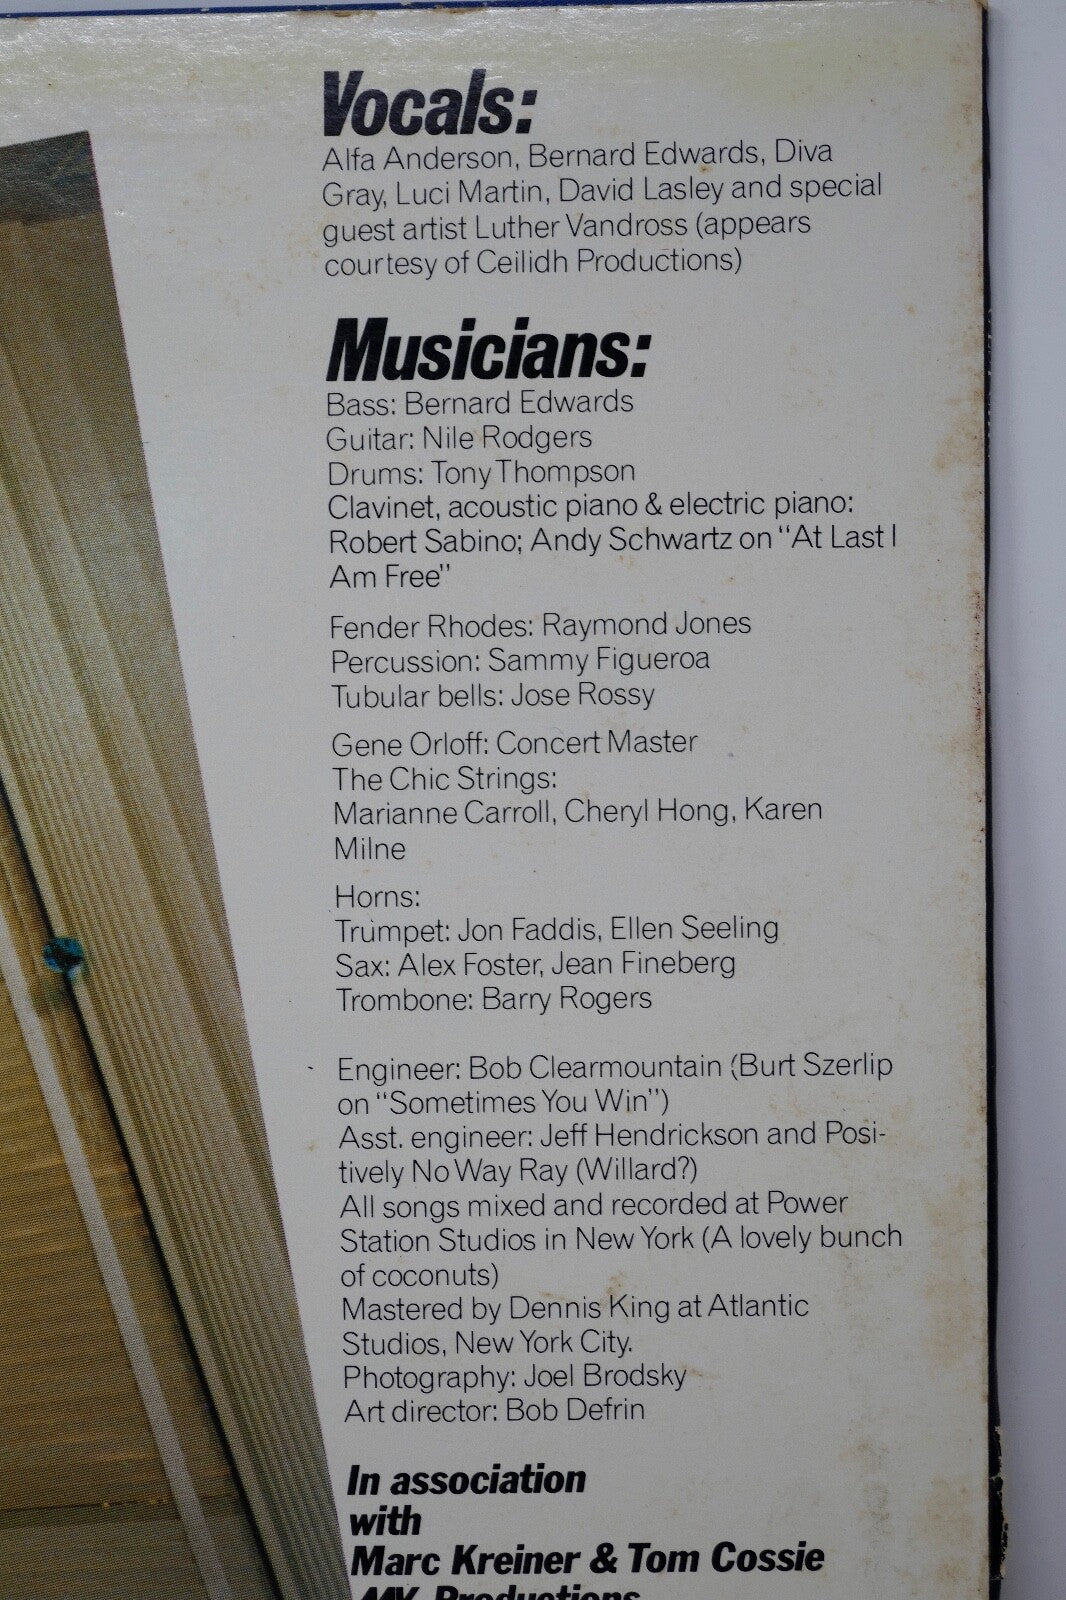 Vocals:
Alfa Anderson, Bernard Edwards, Diva
Gray, Luci Martin, David Lasley and special
guest artist Luther Vandross (appears
courtesy of Ceilidh Productions)
Musicians:
Bass: Bernard Edwards
Guitar: Nile Rodgers
Drums: Tony Thompson
Clavinet, acoustic piano & electric piano:
Robert Sabino; Andy Schwartz on "At Last I
Am Free"
Fender Rhodes: Raymond Jones
Percussion: Sammy Figueroa
Tubular bells: Jose Rossy
Gene Orloff: Concert Master
The Chic Strings:
Marianne Carroll, Cheryl Hong, Karen
Milne
Horns:
Trumpet: Jon Faddis, Ellen Seeling
Sax: Alex Foster, Jean Fineberg
Trombone: Barry Rogers
Engineer: Bob Clearmountain (Burt Szerlip
on "Sometimes You Win")
Asst. engineer: Jeff Hendrickson and Posi-
tively No Way Ray (Willard?)
All songs mixed and recorded at Power
Station Studios in New York (A lovely bunch
of coconuts)
Mastered by Dennis King at Atlantic
Studios, New York City.
Photography: Joel Brodsky
Art director: Bob Defrin
In association
with
Marc Kreiner & Tom Cossie
MK Productions